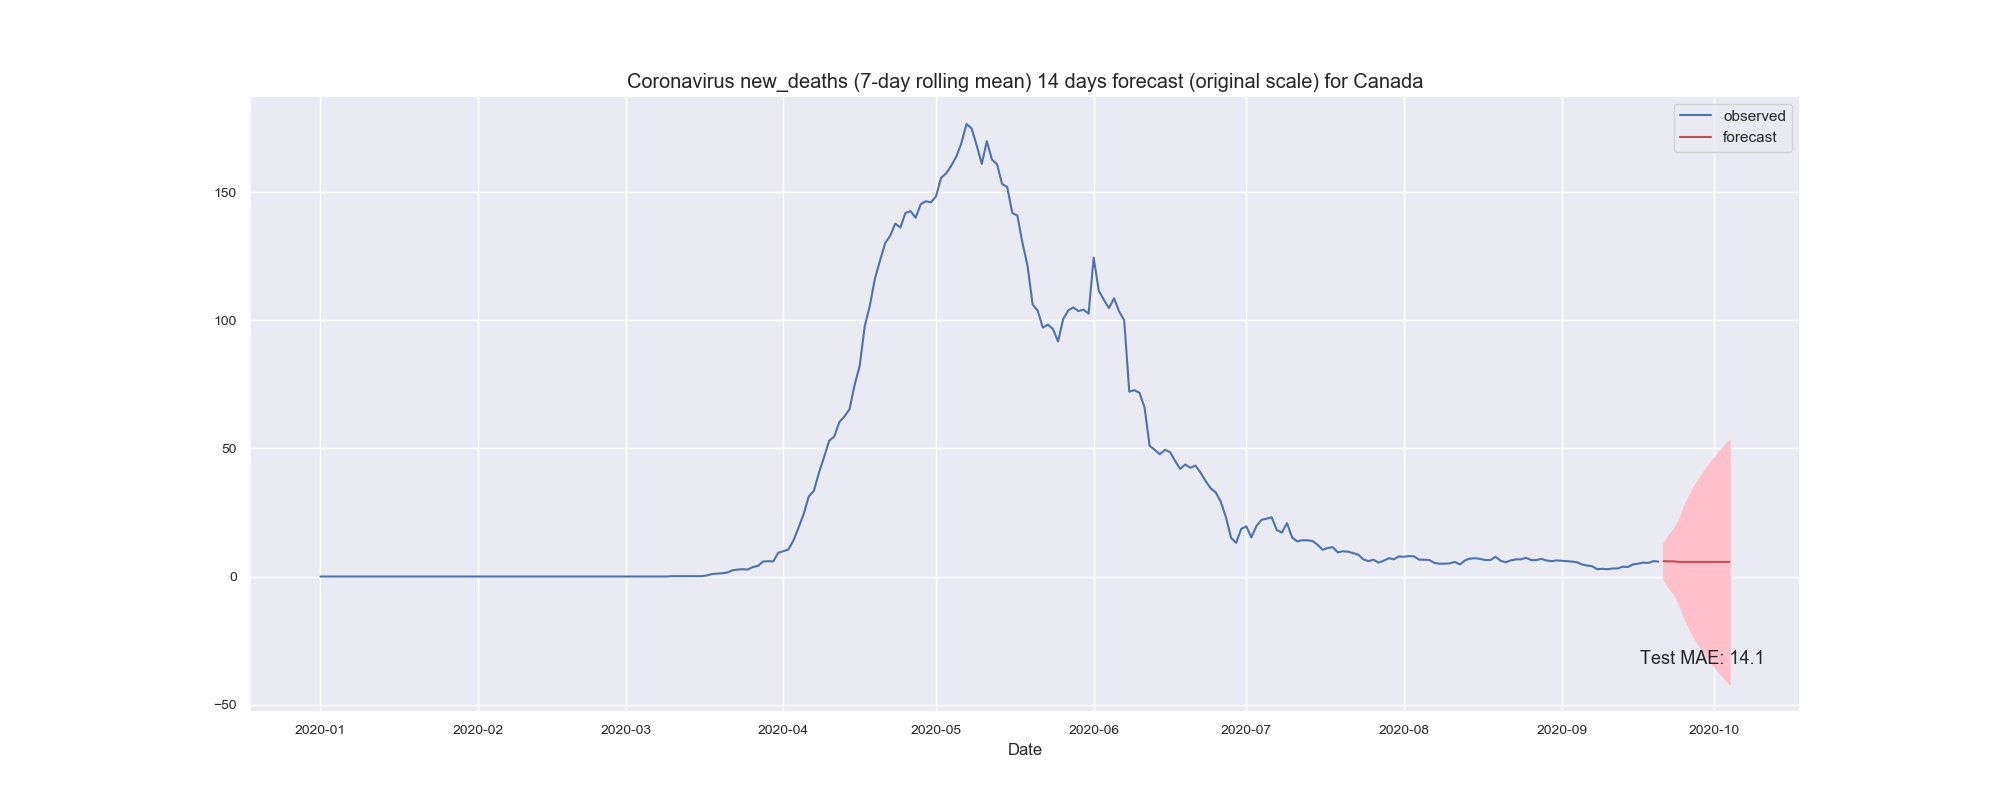 Coronavirus new_deaths (7-day rolling mean) 14 days forecast (original scale) for Canada
observed
forecast
150
100
50
0
−50
Test MAE: 14.1
2020-01 2020-02 2020-03 2020-04 2020-05 2020-06 2020-07 2020-08 2020-09 2020-10
Date